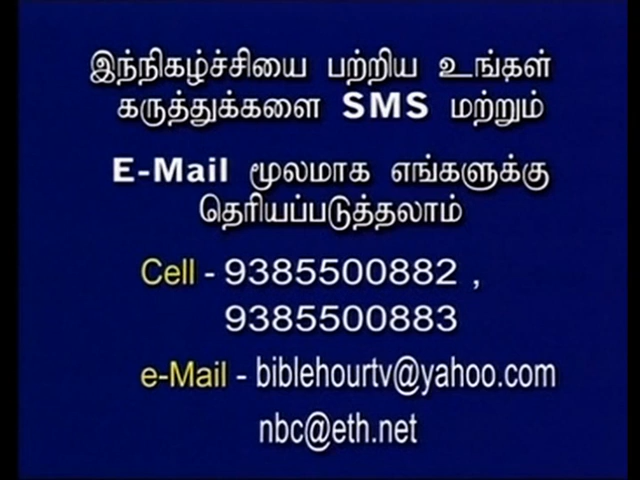 இந்நிகழ்ச்சியை பற்றிய உங்கள்
கருத்துக்களை SMS மற்றும்
E-Mail மூலமாக எங்களுக்கு
தெரியப்படுத்தலாம்
Cell - 9385500882 ,
9385500883
e-Mail - biblehourtv@yahoo.com
nbc@eth.net